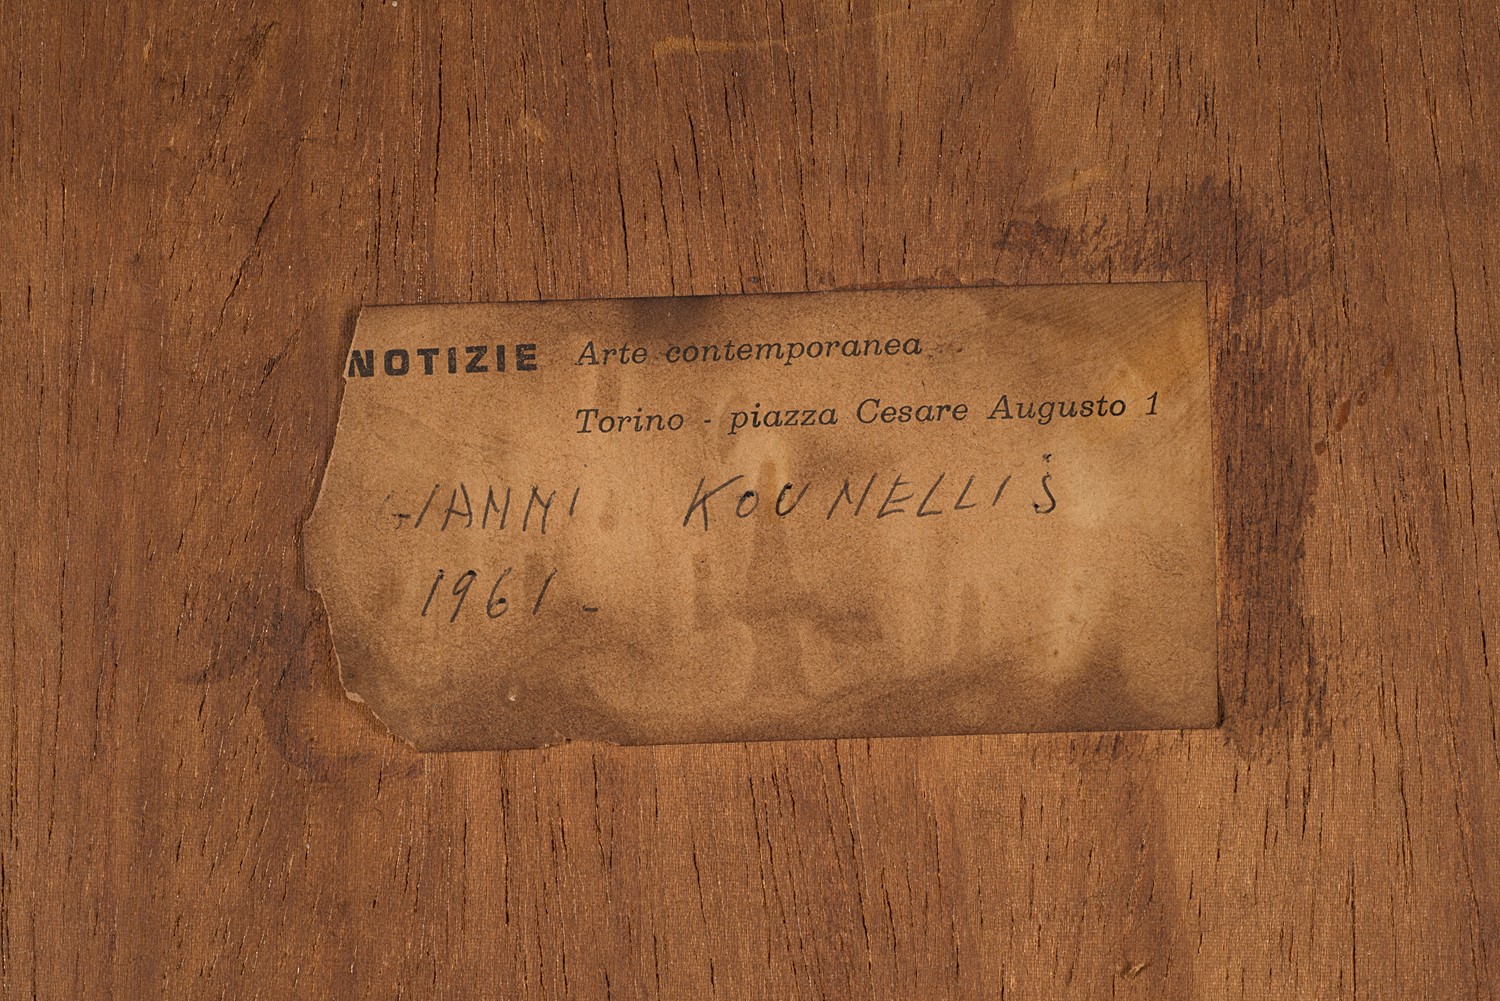 NOTIZIE Arte contemporanea
Torino - piazza Cesare Augusto 1
GIANNI KOUNELLIS
1961 -